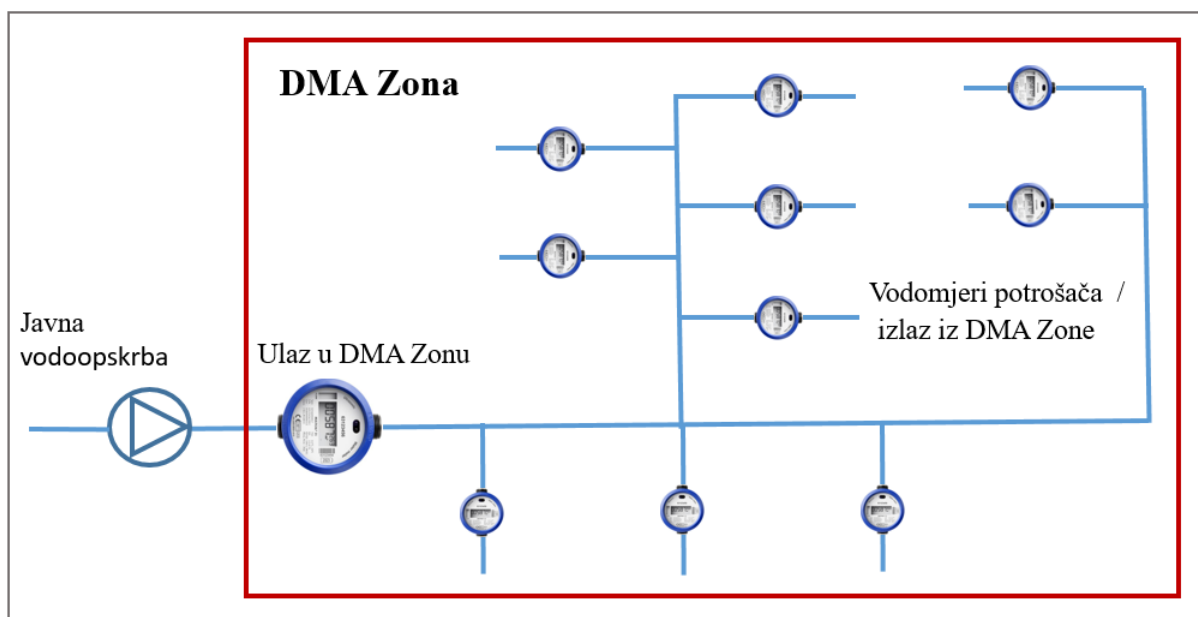 DMA Zona
Vodomjeri potrošača /
izlaz iz DMA Zone
Javna
vodoopskrba
Ulaz u DMA Zonu